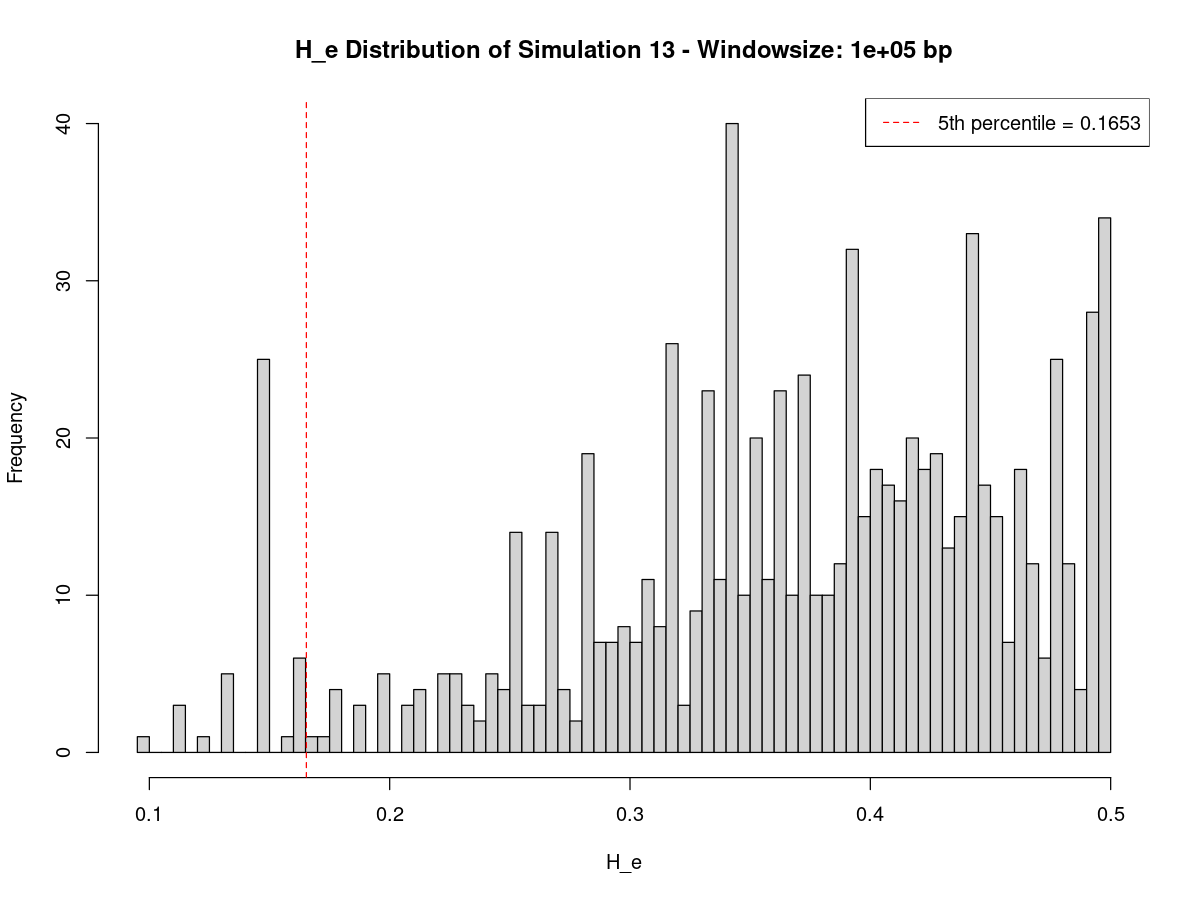 H_e Distribution of Simulation 13 - Windowsize: 1e+05 bp
5th percentile = 0.1653
40
30
20
10
0
Frequency
0.1 0.2 0.3 0.4 0.5
H_e